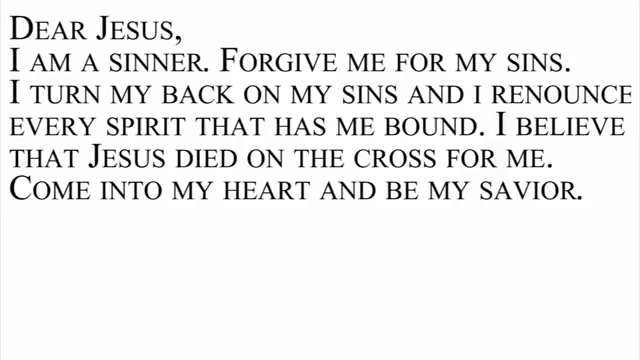 DEAR JESUS,
I AM A SINNER. FORGIVE ME FOR MY SINS.
I TURN MY BACK ON MY SINS AND I RENOUNCE
EVERY SPIRIT THAT HAS ME BOUND. I BELIEVE
THAT JESUS DIED ON THE CROSS FOR ME.
COME INTO MY HEART AND BE MY SAVIOR.